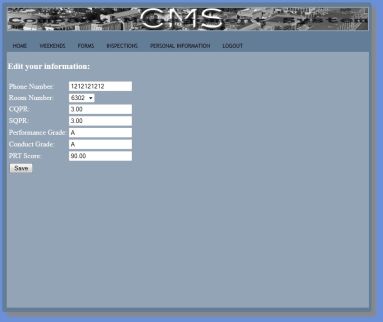 CMS
HOME WEEKENDS FORMS INSPECTIONS PERSONAL INFORMATION LOGOUT
Edit your information:
Phone Number: 1212121212
Room Number: 6302
CQPR: 3.00
SQPR: 3.00
Performance Grade: A
Conduct Grade: A
PRT Score: 90.00
Save